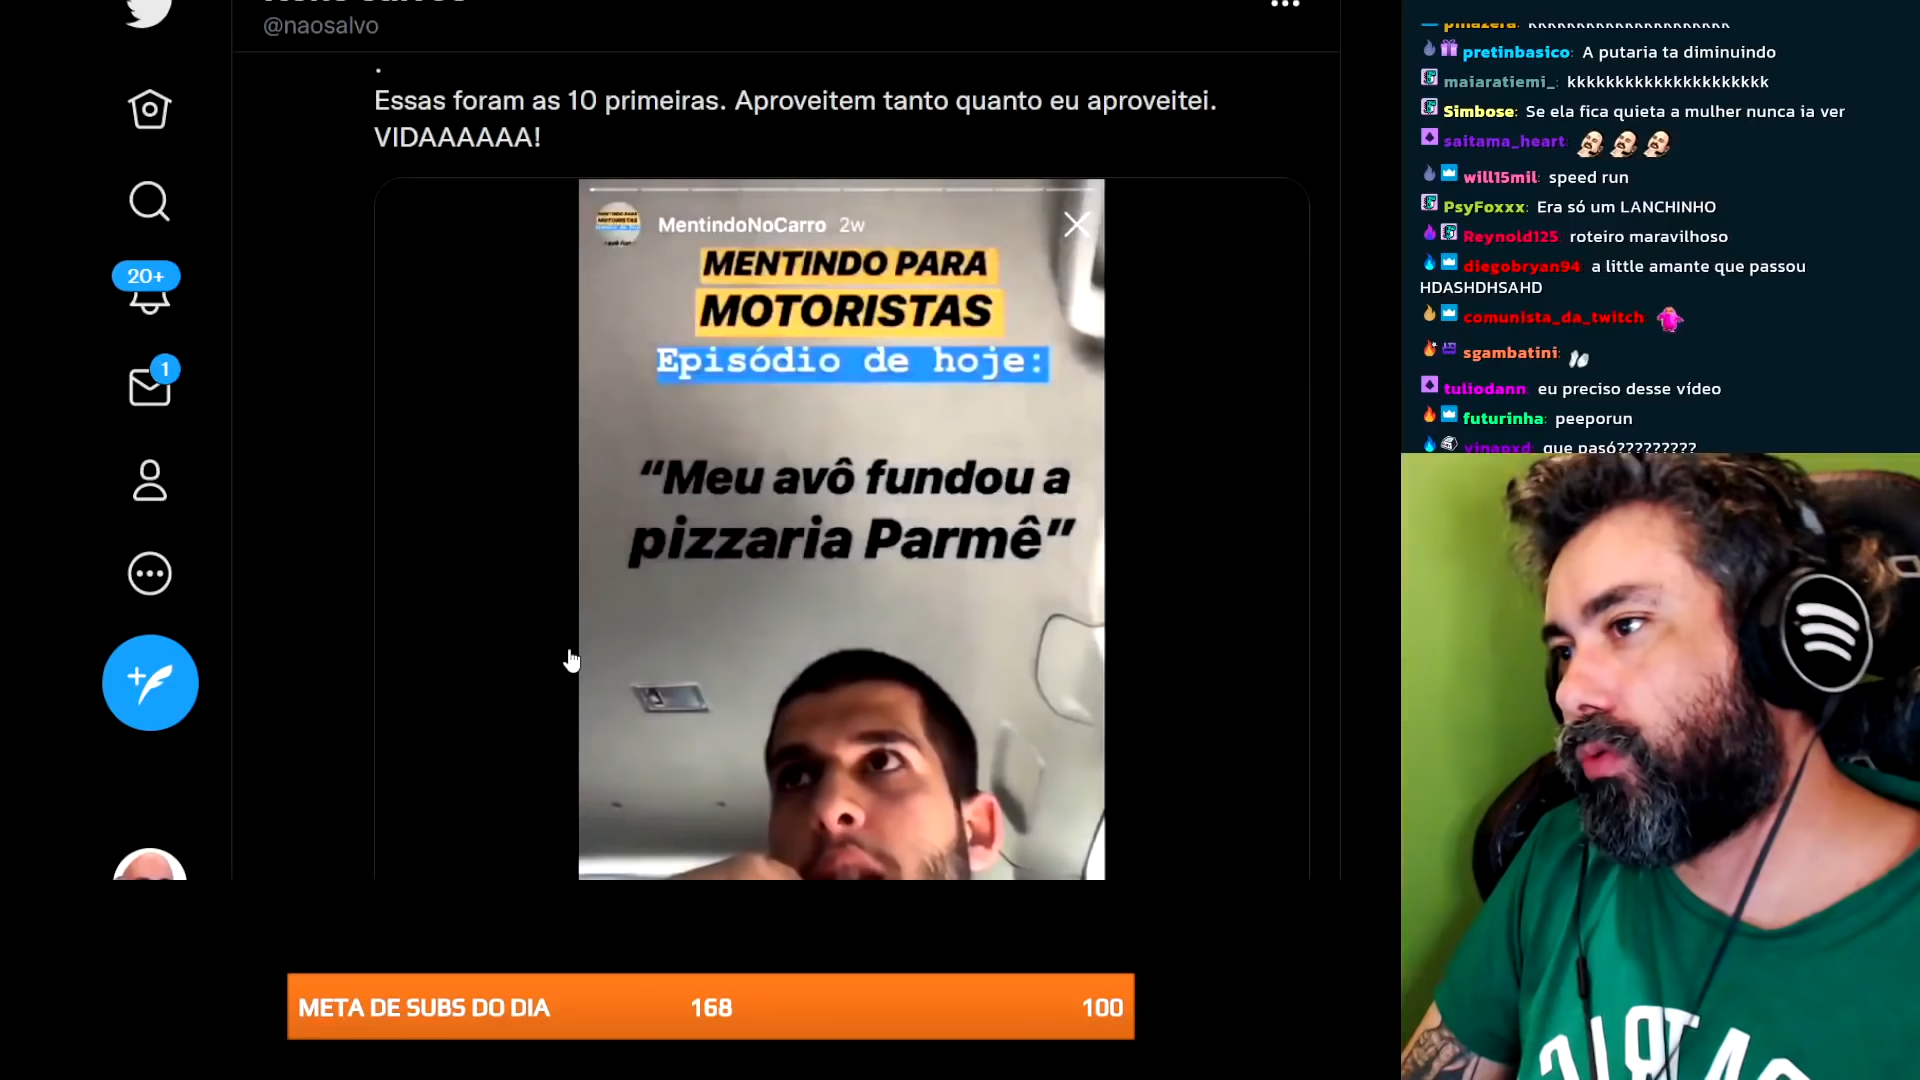 @naosalvo
.
Essas foram as 10 primeiras. Aproveitem tanto quanto eu aproveitei.
VIDAAAAAA!
20+
1
MentindoNoCarro 2w
MENTINDO PARA
MOTORISTAS
Episódio de hoje:
“Meu avô fundou a
pizzaria Parmê”
META DE SUBS DO DIA 168 100
pretinbasico: A putaria ta diminuindo
maiaratiemi_: kkkkkkkkkkkkkkkkkkkkk
Simbose: Se ela fica quieta a mulher nunca ia ver
saitama_heart:
will15mil: speed run
PsyFoxxx: Era só um LANCHINHO
Reynold125: roteiro maravilhoso
diegobryan94: a little amante que passou
HDASHDHSAHD
comunista_da_twitch:
sgambatini:
tuliodann: eu preciso desse vídeo
futurinha: peeporun
que pasó?????????